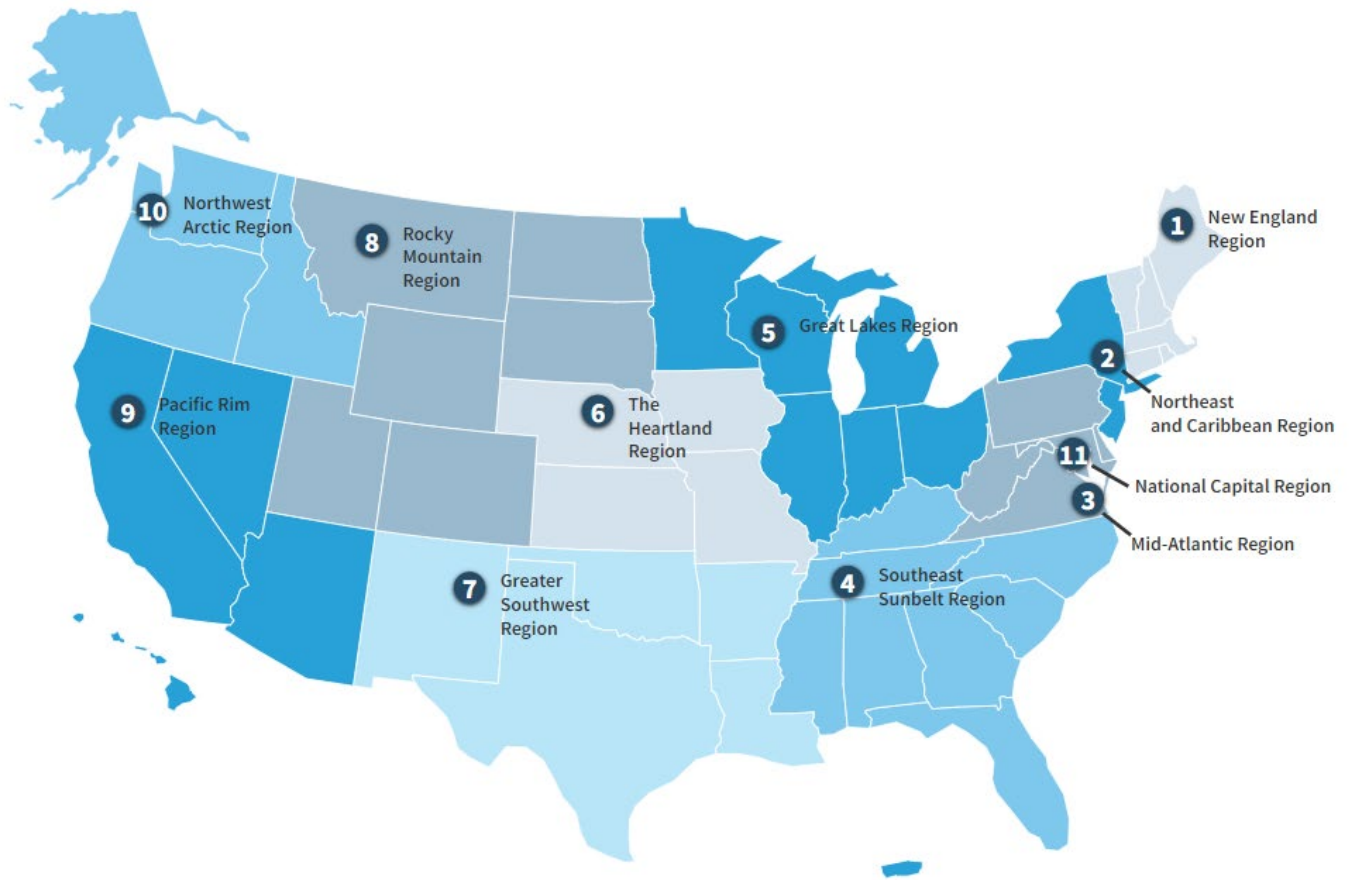 10
Northwest
Arctic Region
8
Rocky
Mountain
Region
1
New England
Region
5
Great Lakes Region
2
Northeast
and Caribbean Region
9
Pacific Rim
Region
6
The
Heartland
Region
11
National Capital Region
3
Mid-Atlantic Region
7
Greater
Southwest
Region
4
Southeast
Sunbelt Region